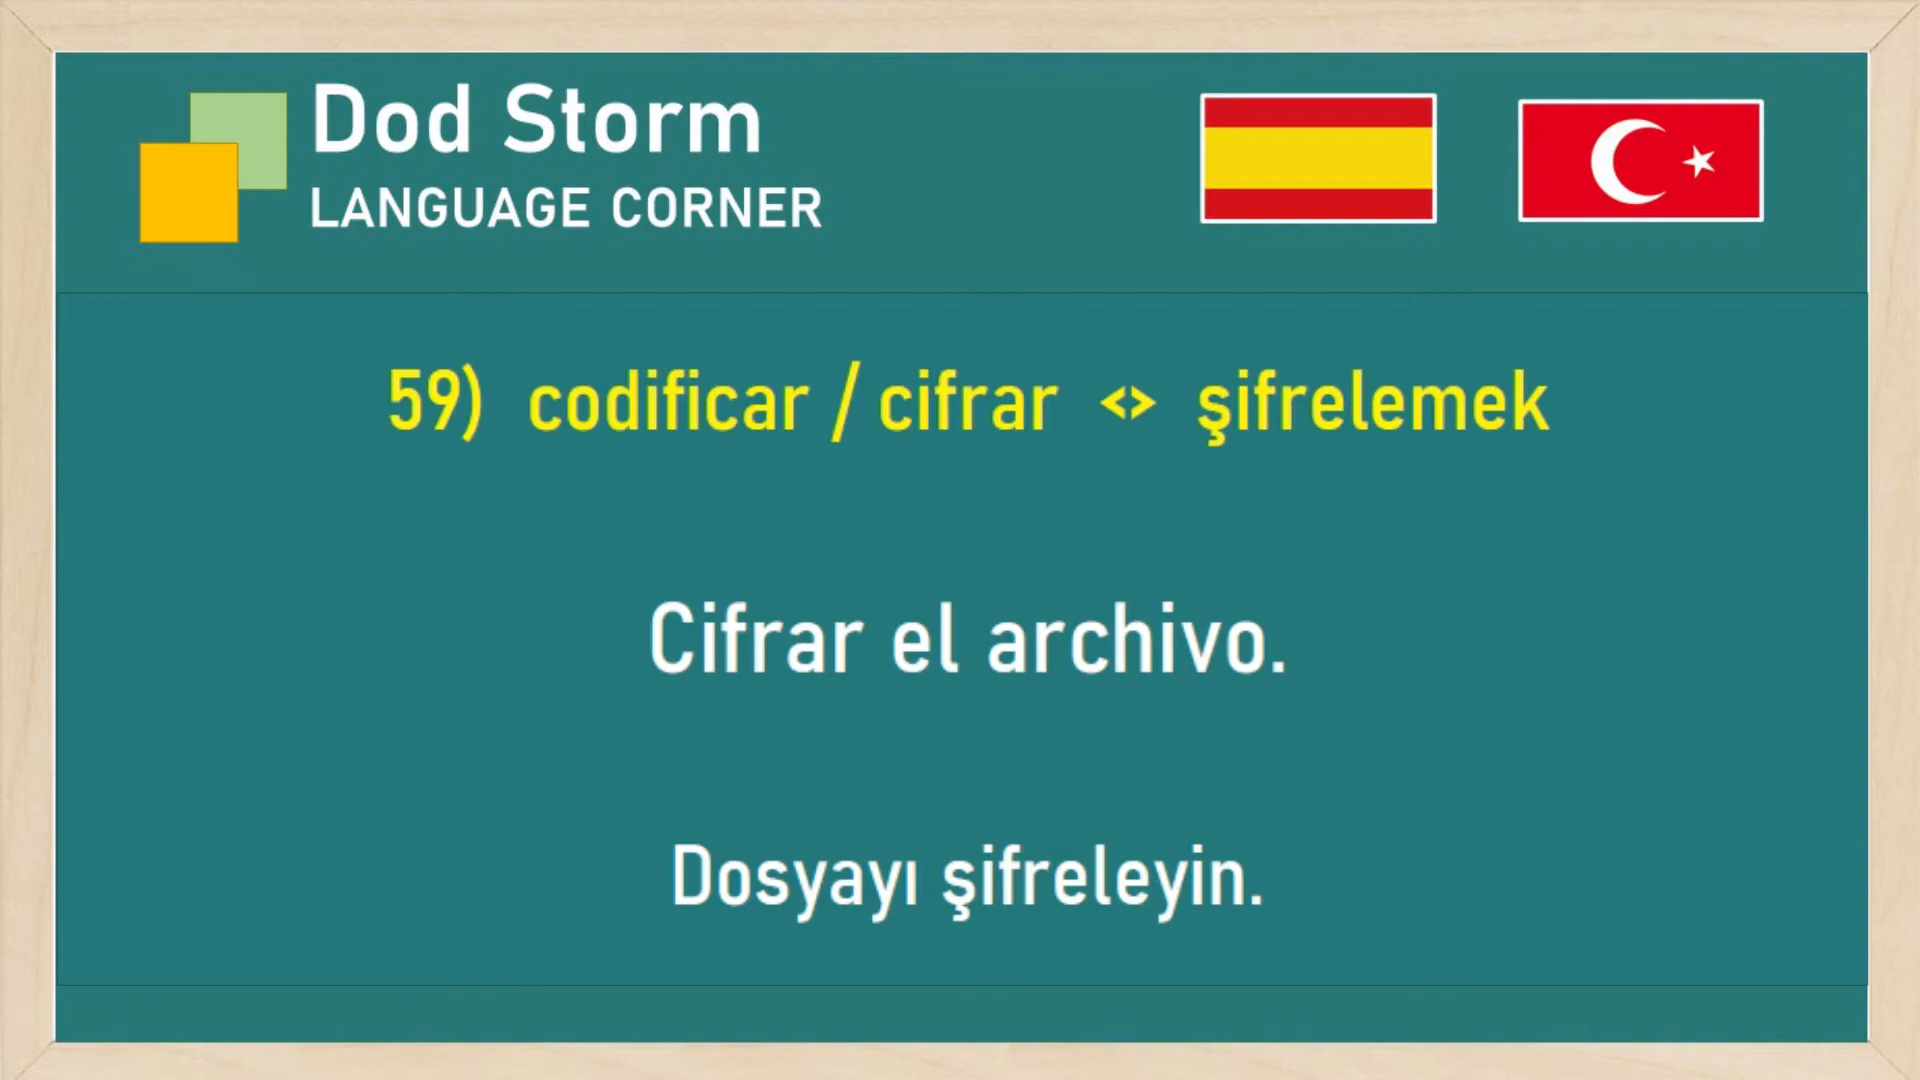 Dod Storm
LANGUAGE CORNER
59) codificar / cifrar <> şifrelemek
Cifrar el archivo.
Dosyayı şifreleyin.